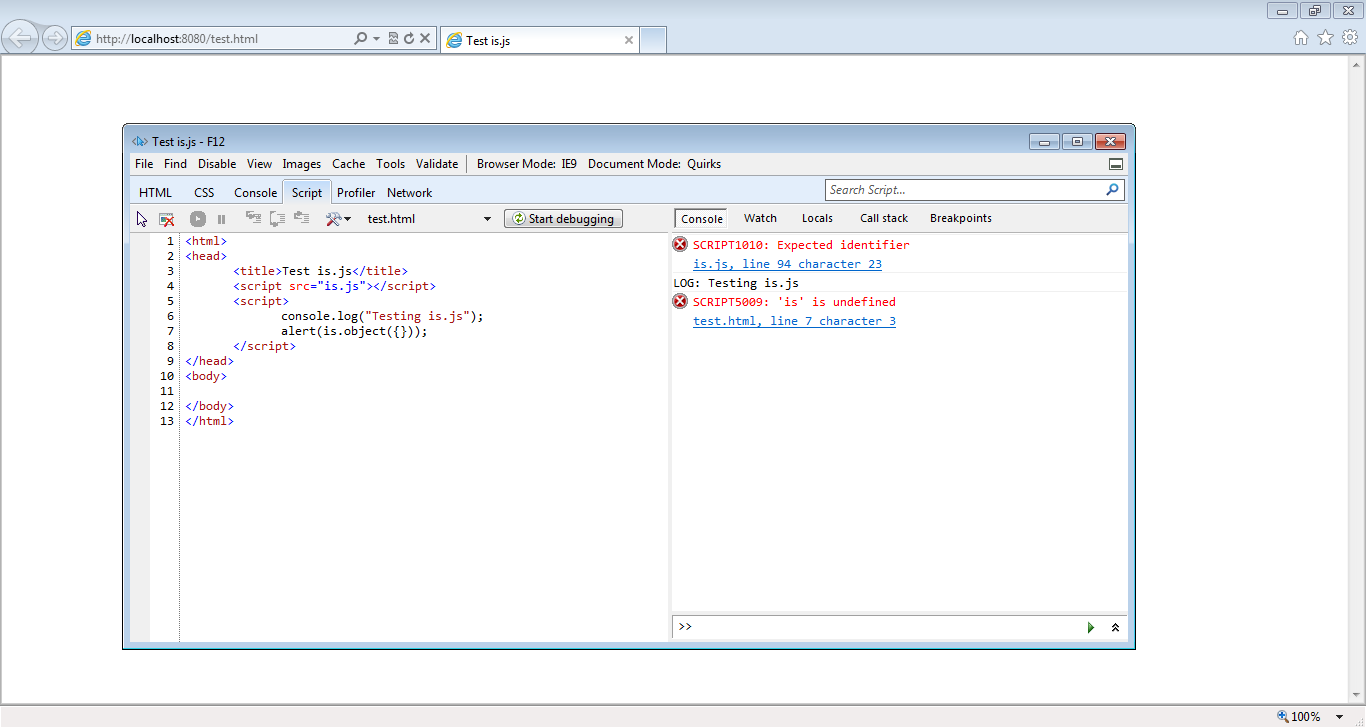 http://localhost:8080/test.html
Test is.js
Test is.js - F12
File Find Disable View Images Cache Tools Validate Browser Mode: IE9 Document Mode: Quirks
HTML CSS Console Script Profiler Network
Search Script...
test.html Start debugging
Console Watch Locals Call stack Breakpoints
1 <html>
2 <head>
3 <title>Test is.js</title>
4 <script src="is.js"></script>
5 <script>
6 console.log("Testing is.js");
7 alert(is.object({}));
8 </script>
9 </head>
10 <body>
11
12 </body>
13 </html>
SCRIPT1010: Expected identifier
is.js, line 94 character 23
LOG: Testing is.js
SCRIPT5009: 'is' is undefined
test.html, line 7 character 3
>>
100%